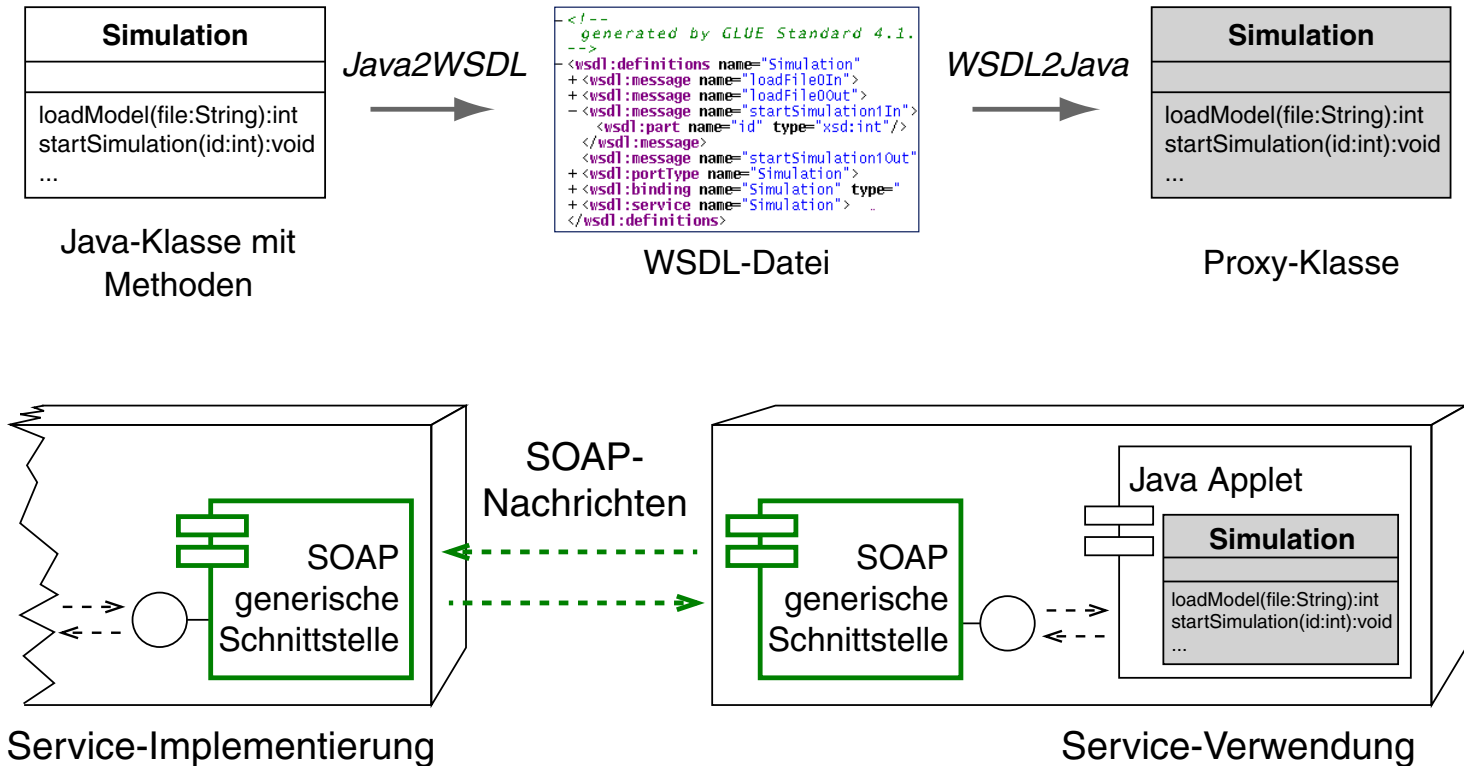 Simulation
loadModel(file:String):int
startSimulation(id:int):void
...
Java-Klasse mit
Methoden
Java2WSDL
- <!--
generated by GLUE Standard 4.1.
-->
- <wsdl:definitions name="Simulation"
+ <wsdl:message name="loadFile0In">
+ <wsdl:message name="loadFile0Out">
- <wsdl:message name="startSimulation1In">
<wsdl:part name="id" type="xsd:int"/>
</wsdl:message>
<wsdl:message name="startSimulation1Out"
+ <wsdl:portType name="Simulation">
+ <wsdl:binding name="Simulation" type="
+ <wsdl:service name="Simulation"> ..
</wsdl:definitions>
WSDL-Datei
WSDL2Java
Simulation
loadModel(file:String):int
startSimulation(id:int):void
...
Proxy-Klasse
SOAP
generische
Schnittstelle
Service-Implementierung
SOAP-
Nachrichten
SOAP
generische
Schnittstelle
Java Applet
Simulation
loadModel(file:String):int
startSimulation(id:int):void
...
Service-Verwendung